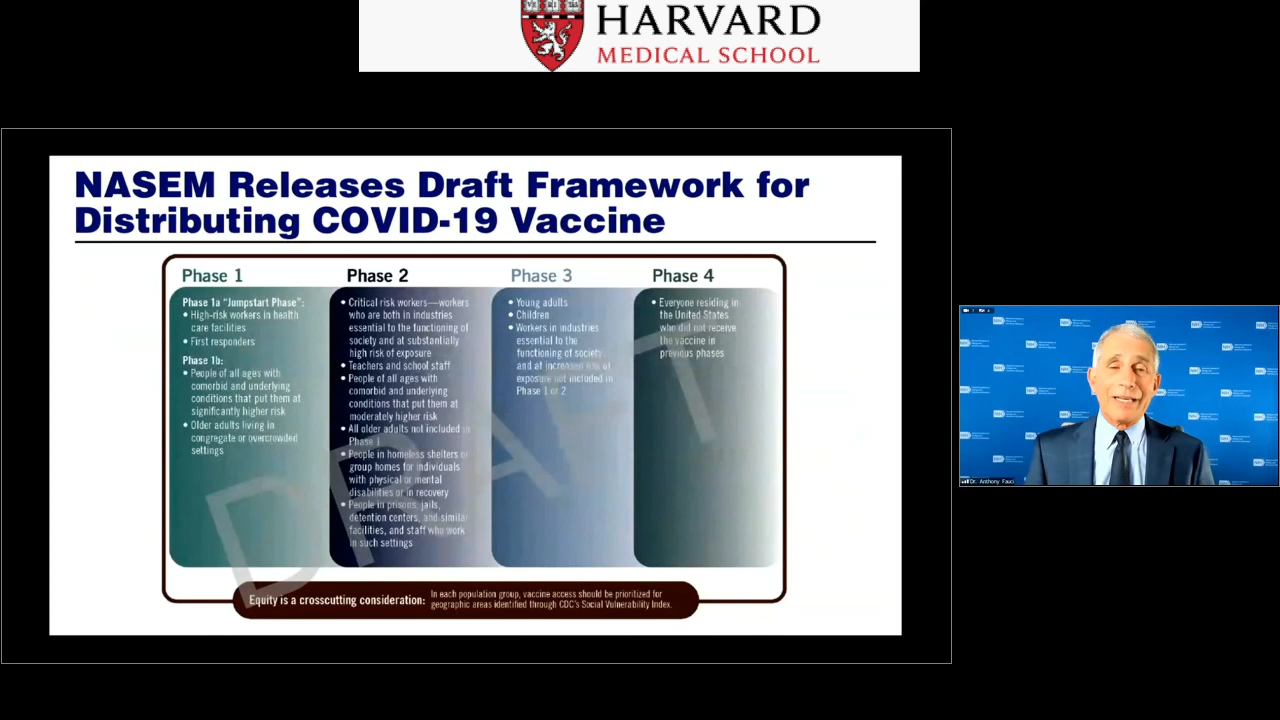 VE RI TAS
HARVARD
MEDICAL SCHOOL
NASEM Releases Draft Framework for
Distributing COVID-19 Vaccine
Phase 1
Phase 1a “Jumpstart Phase”:
• High-risk workers in health
care facilities
• First responders
Phase 1b:
• People of all ages with
comorbid and underlying
conditions that put them at
significantly higher risk
• Older adults living in
congregate or overcrowded
settings
Phase 2
• Critical risk workers—workers
who are both in industries
essential to the functioning of
society and at substantially
high risk of exposure
• Teachers and school staff
• People of all ages with
comorbid and underlying
conditions that put them at
moderately higher risk
• All older adults not included in
Phase 1
• People in homeless shelters or
group homes for individuals
with physical or mental
disabilities or in recovery
• People in prisons, jails,
detention centers, and similar
facilities, and staff who work
in such settings
Phase 3
• Young adults
• Children
• Workers in industries
essential to the
functioning of society
and at increased risk of
exposure not included in
Phase 1 or 2
Phase 4
• Everyone residing in
the United States
who did not receive
the vaccine in
previous phases
DRAFT
Equity is a crosscutting consideration:
In each population group, vaccine access should be prioritized for
geographic areas identified through CDC's Social Vulnerability Index.
Dr. Anthony Fauci